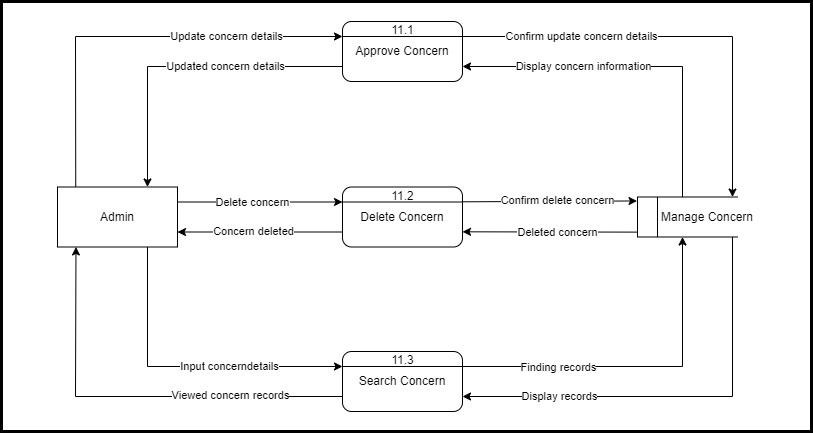 11.1
Update concern details
Confirm update concern details
Approve Concern
Updated concern details
Display concern information
11.2
Delete concern
Confirm delete concern
Admin
Delete Concern
Manage Concern
Concern deleted
Deleted concern
11.3
Input concerndetails
Finding records
Search Concern
Viewed concern records
Display records